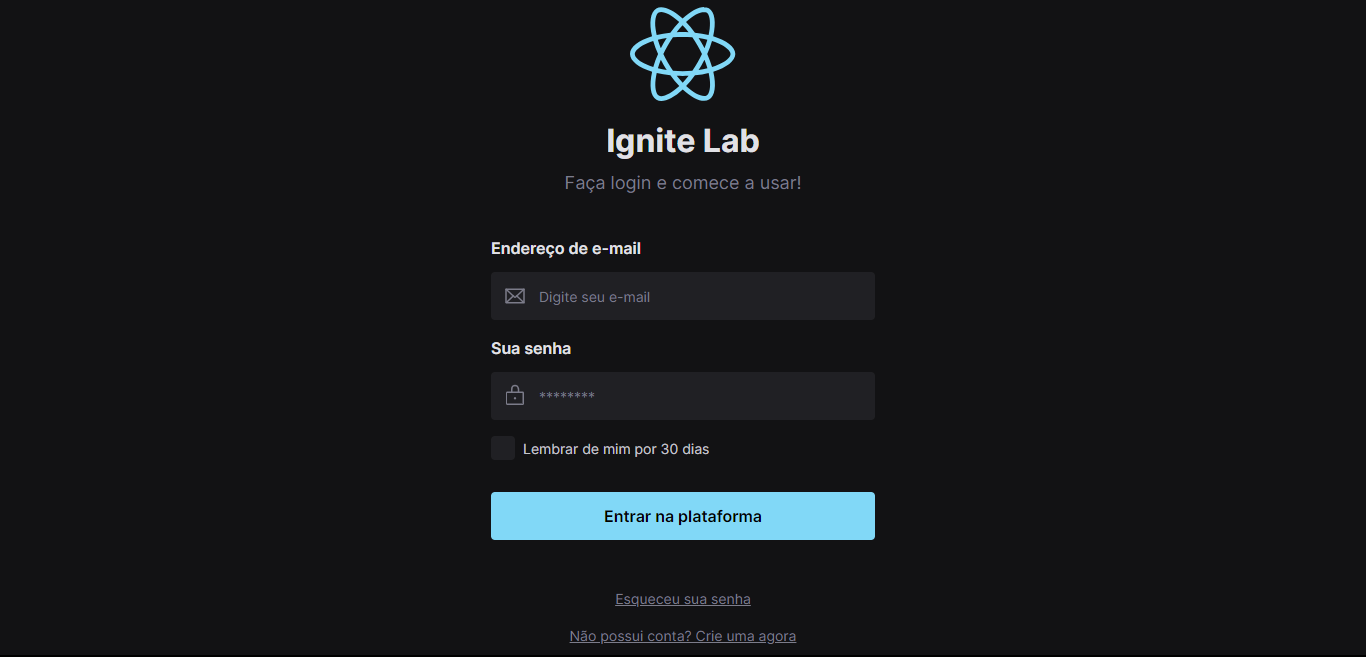 Ignite Lab
Faça login e comece a usar!
Endereço de e-mail
Digite seu e-mail
Sua senha
********
Lembrar de mim por 30 dias
Entrar na plataforma
Esqueceu sua senha
Não possui conta? Crie uma agora